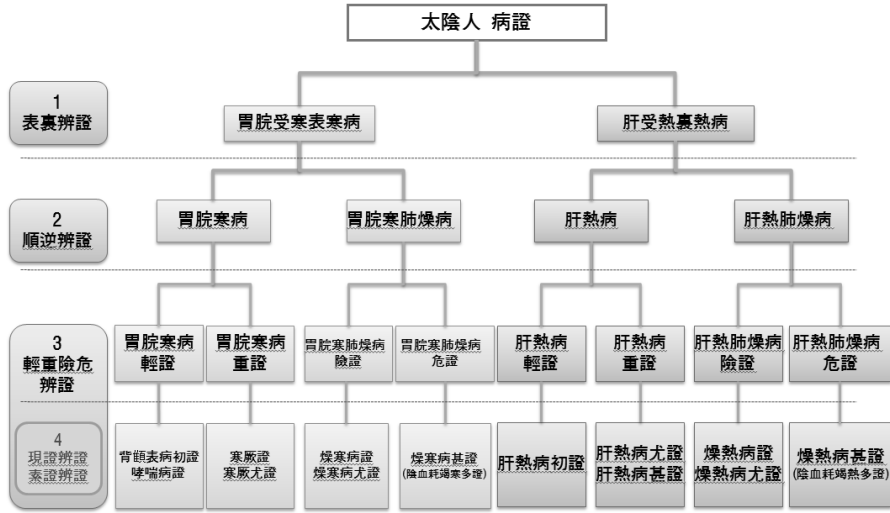 太陰人 病證
1
表裏辨證
胃脘受寒表寒病
肝受熱裏熱病
2
順逆辨證
胃脘寒病
胃脘寒肺燥病
肝熱病
肝熱肺燥病
3
輕重險危
辨證
胃脘寒病
輕證
胃脘寒病
重證
胃脘寒肺燥病
險證
胃脘寒肺燥病
危證
肝熱病
輕證
肝熱病
重證
肝熱肺燥病
險證
肝熱肺燥病
危證
4
現證辨證
素證辨證
背顀表病初證
哮喘病證
寒厥證
寒厥尤證
燥寒病證
燥寒病尤證
燥寒病甚證
(陰血耗竭寒多證)
肝熱病初證
肝熱病尤證
肝熱病甚證
燥熱病證
燥熱病尤證
燥熱病甚證
(陰血耗竭熱多證)